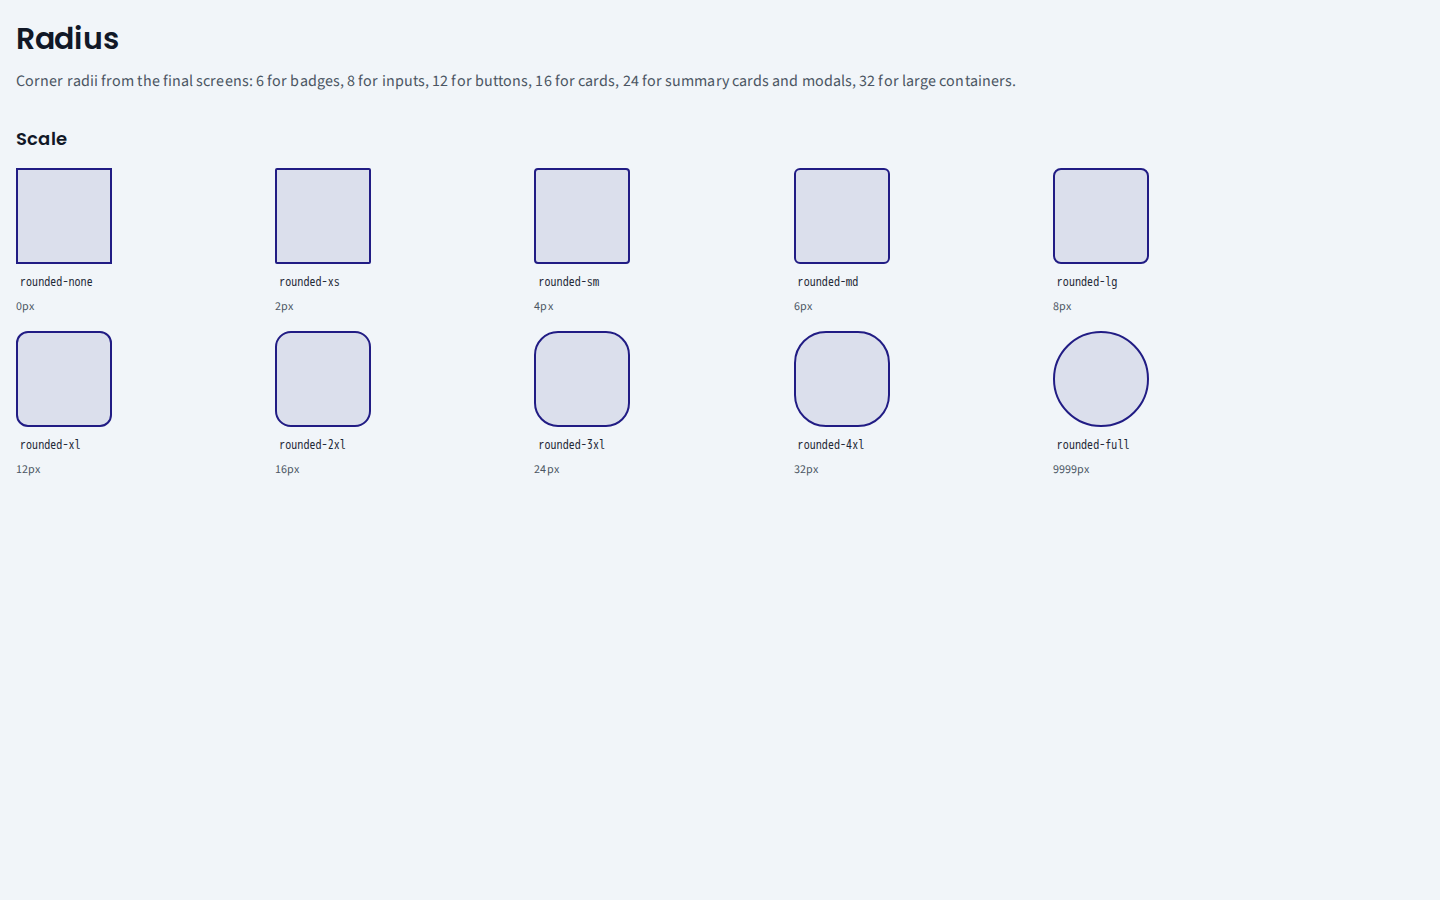 Radius
Corner radii from the final screens: 6 for badges, 8 for inputs, 12 for buttons, 16 for cards, 24 for summary cards and modals, 32 for large containers.
Scale
rounded-none
rounded-xs
rounded-sm
rounded-md
rounded-lg
0px
2px
4px
6px
8px
rounded-xl
rounded-2xl
rounded-3xl
rounded-4xl
rounded-full
12px
16px
24px
32px
9999px